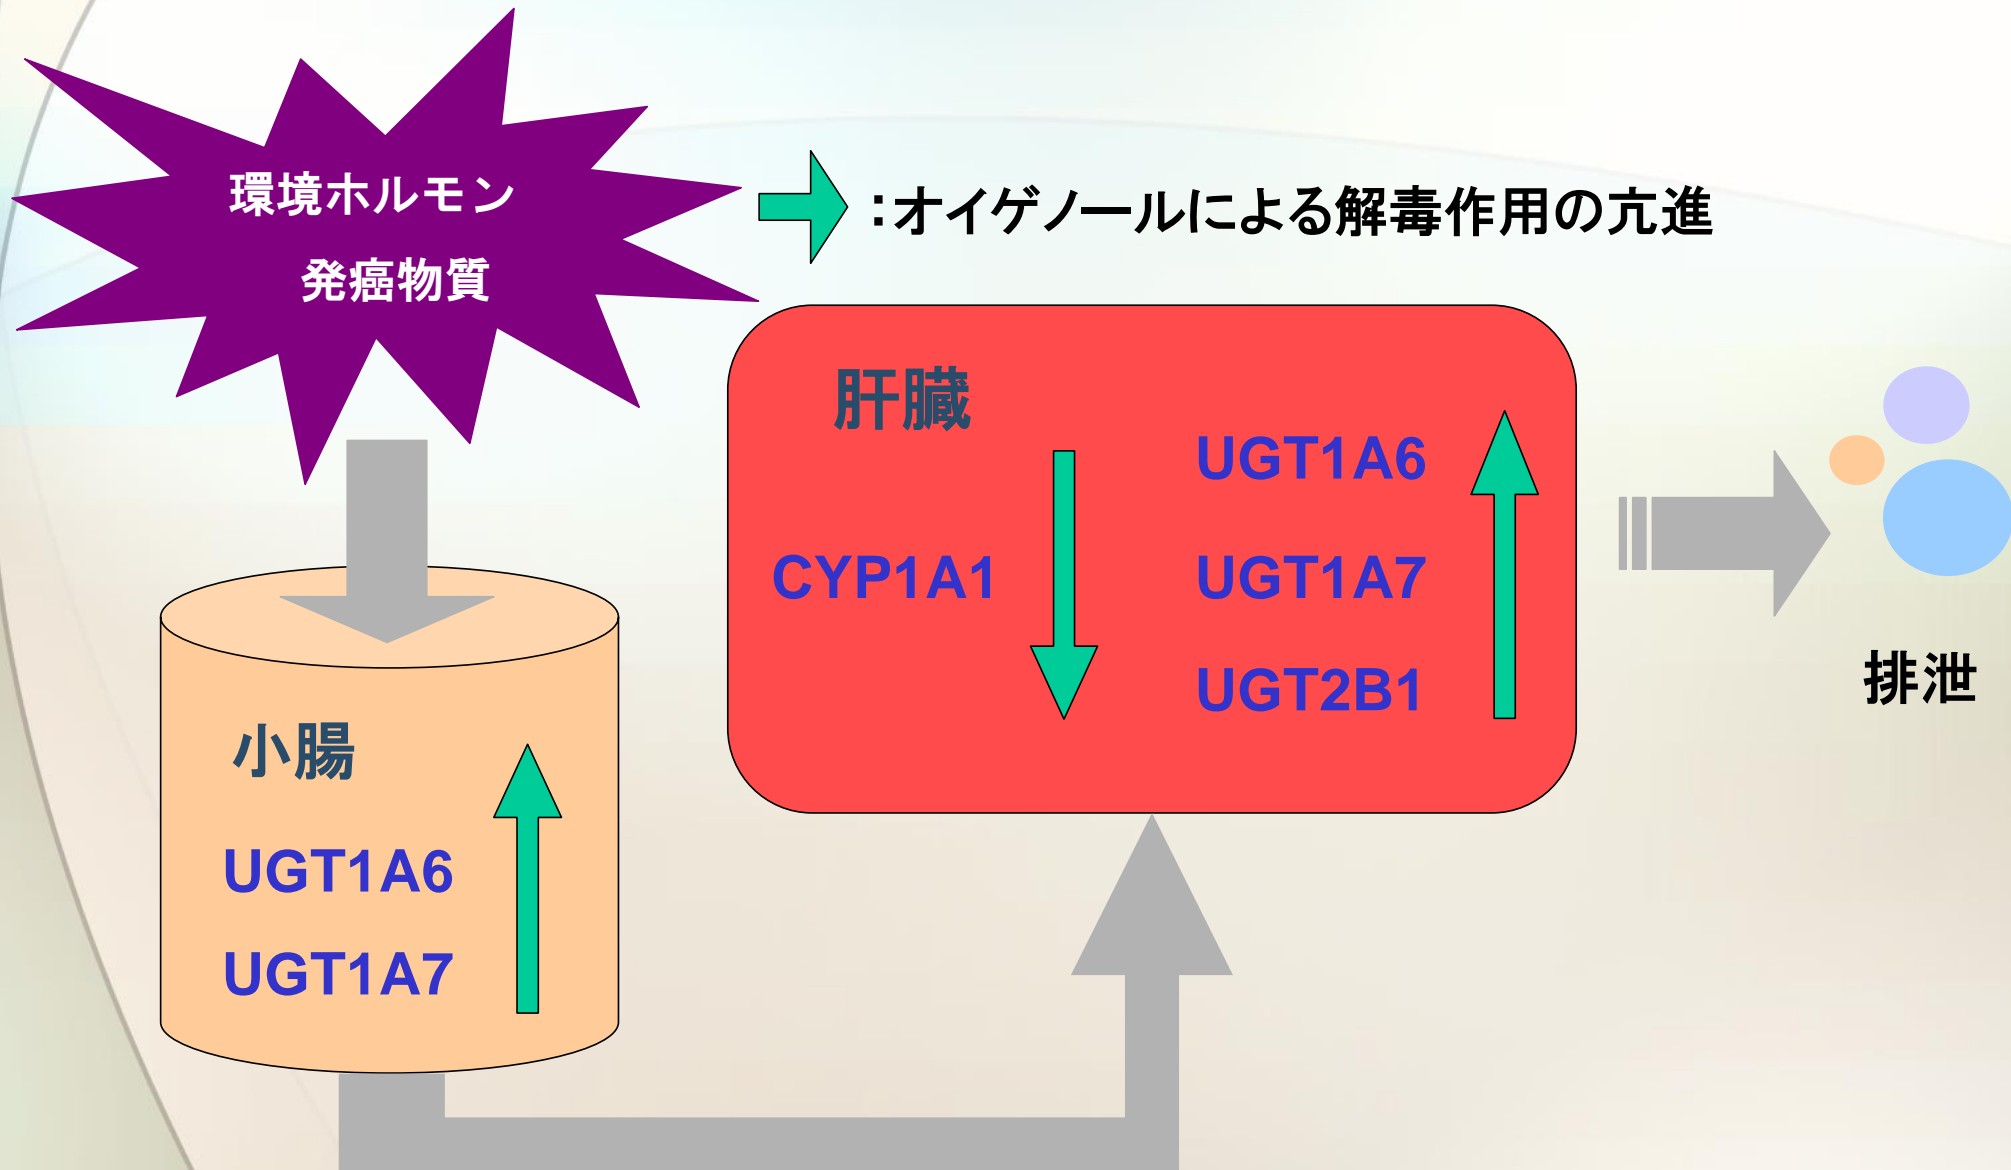 環境ホルモン
発癌物質
：オイゲノールによる解毒作用の亢進
肝臓
CYP1A1
UGT1A6
UGT1A7
UGT2B1
排泄
小腸
UGT1A6
UGT1A7